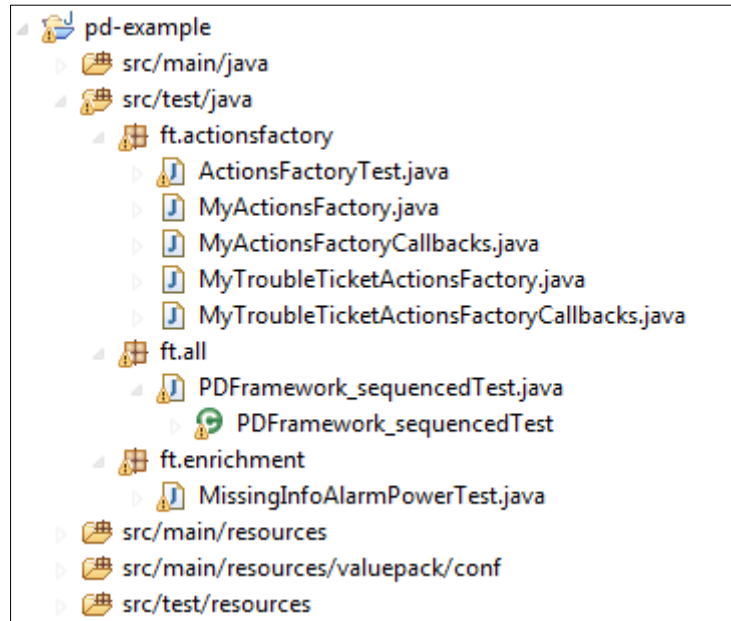 pd-example
src/main/java
src/test/java
ft.actionsfactory
ActionsFactoryTest.java
MyActionsFactory.java
MyActionsFactoryCallbacks.java
MyTroubleTicketActionsFactory.java
MyTroubleTicketActionsFactoryCallbacks.java
ft.all
PDFramework_sequencedTest.java
PDFramework_sequencedTest
ft.enrichment
MissingInfoAlarmPowerTest.java
src/main/resources
src/main/resources/valuepack/conf
src/test/resources